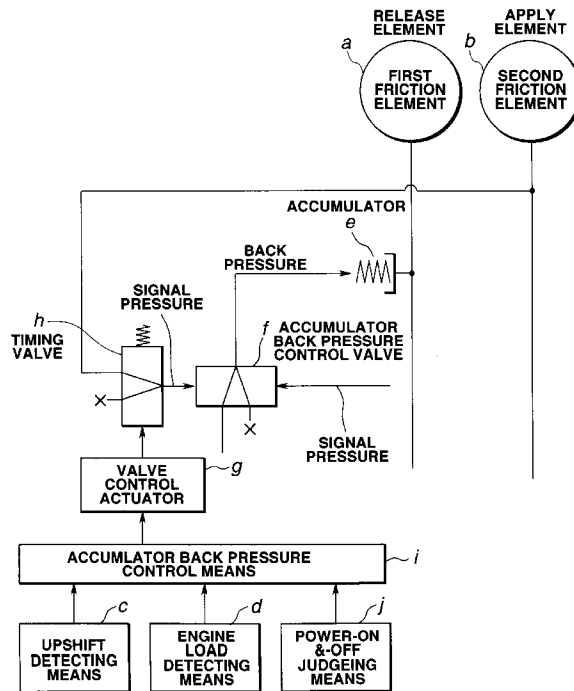 RELEASE
ELEMENT
APPLY
ELEMENT
a
b
FIRST
FRICTION
ELEMENT
SECOND
FRICTION
ELEMENT
ACCUMULATOR
e
BACK
PRESSURE
SIGNAL
PRESSURE
h
TIMING
VALVE
f
ACCUMULATOR
BACK PRESSURE
CONTROL VALVE
SIGNAL
PRESSURE
VALVE
CONTROL
ACTUATOR
g
ACCUMLATOR BACK PRESSURE
CONTROL MEANS
i
c
d
j
UPSHIFT
DETECTING
MEANS
ENGINE
LOAD
DETECTING
MEANS
POWER-ON
&-OFF
JUDGEING
MEANS